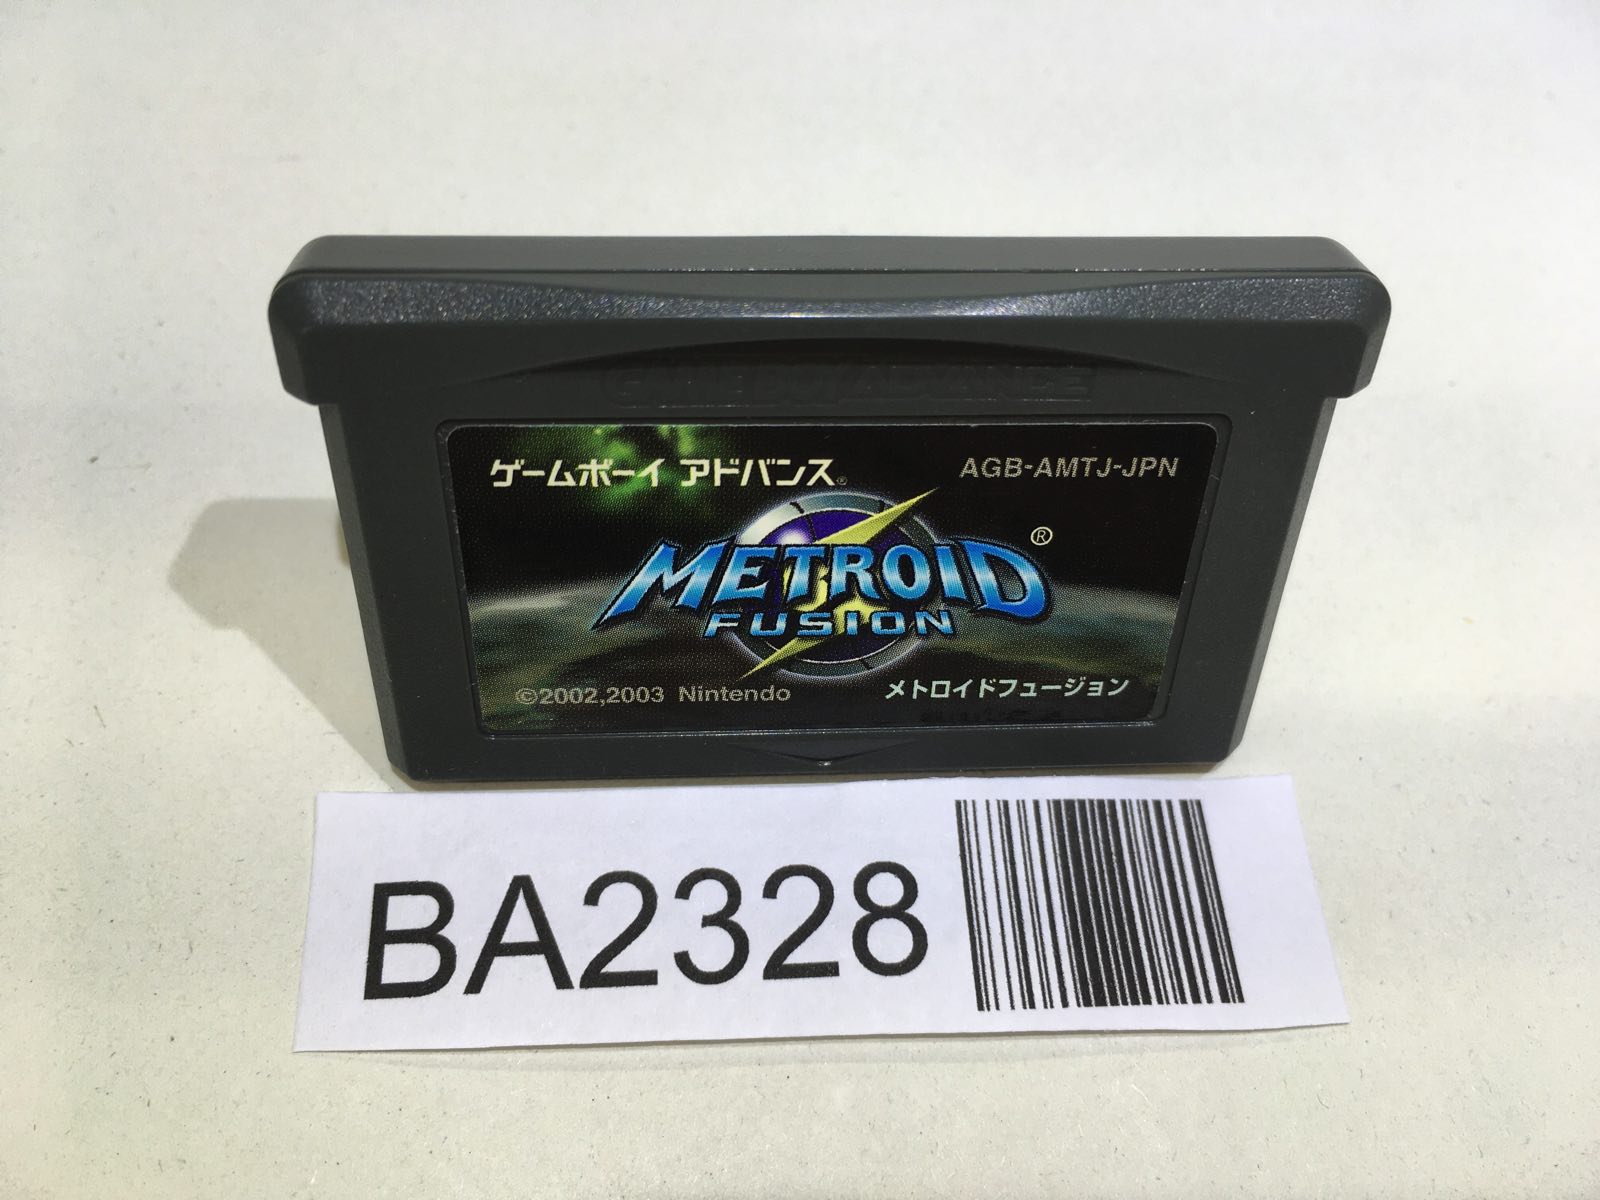 GAME BOY ADVANCE
ゲームボーイ アドバンス®
AGB-AMTJ-JPN
METROID®
FUSION
©2002,2003 Nintendo
メトロイドフュージョン
BA2328